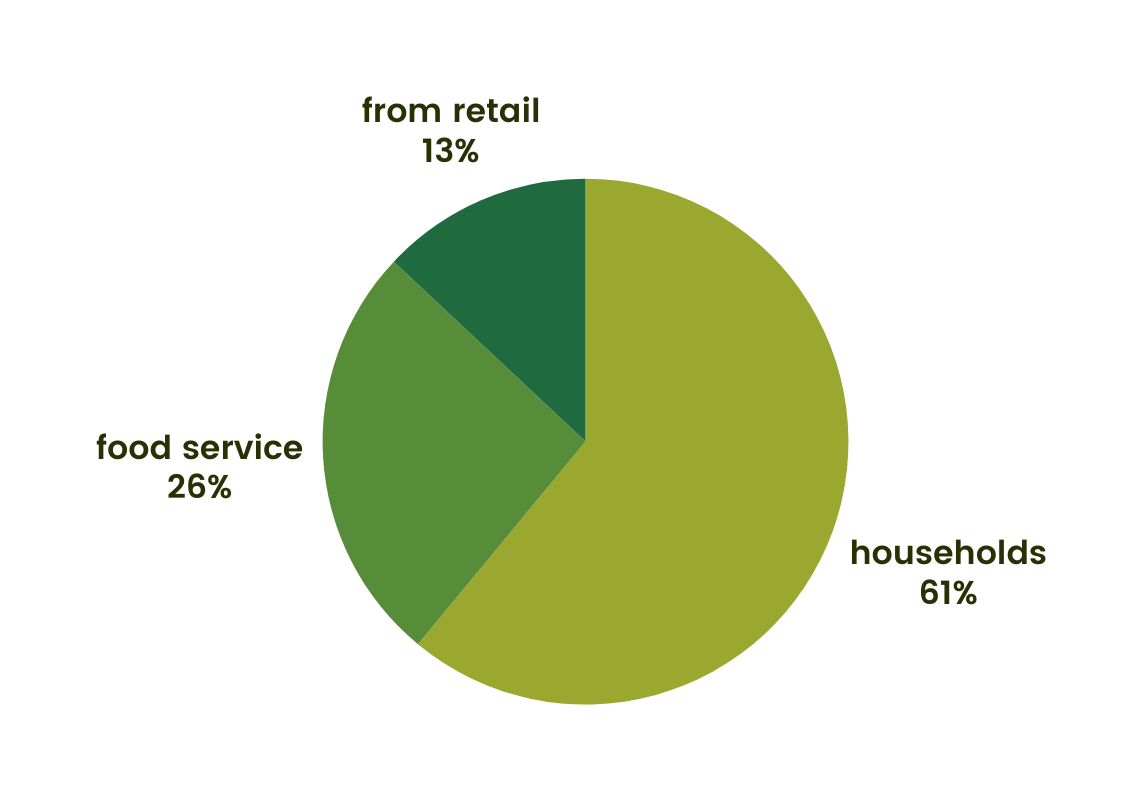 from retail
13%
food service
26%
households
61%